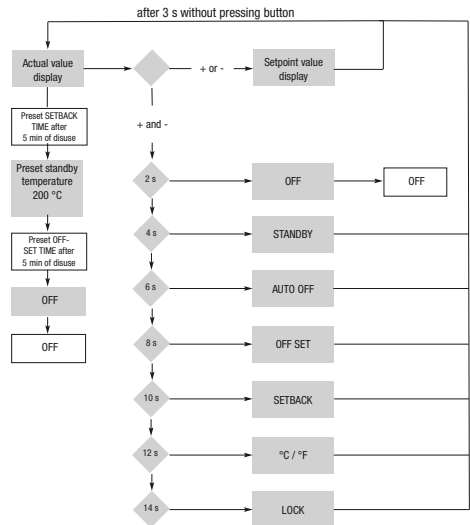 after 3 s without pressing button
Actual value
display
+ or -
Setpoint value
display
Preset SETBACK
TIME after
5 min of disuse
+ and -
Preset standby
temperature
200 °C
2 s
OFF
OFF
Preset OFF-
SET TIME after
5 min of disuse
4 s
STANDBY
OFF
6 s
AUTO OFF
OFF
8 s
OFF SET
10 s
SETBACK
12 s
°C / °F
14 s
LOCK